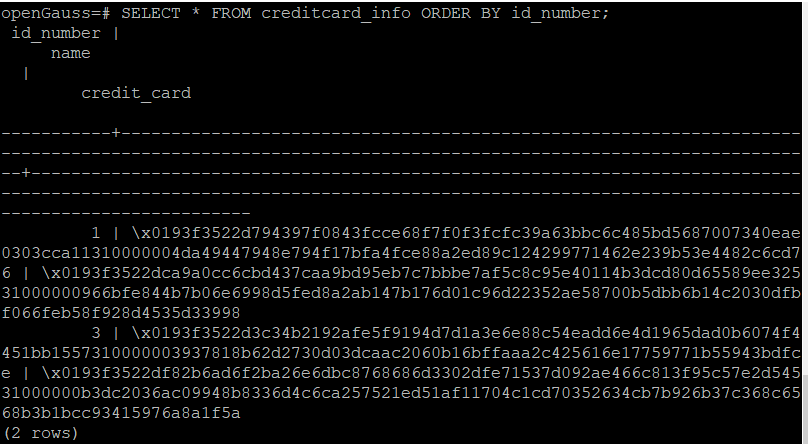 openGauss=# SELECT * FROM creditcard_info ORDER BY id_number;
 id_number |
     name
  |
        credit_card

-----------+--------------------------------------------------------------------
--------------------------------------------------------------------------------
--+-----------------------------------------------------------------------------
--------------------------------------------------------------------------------
-------------------------
         1 | \x0193f3522d794397f0843fcce68f7f0f3fcfc39a63bbc6c485bd5687007340eae
0303cca11310000004da49447948e794f17bfa4fce88a2ed89c124299771462e239b53e4482c6cd7
6 | \x0193f3522dca9a0cc6cbd437caa9bd95eb7c7bbbe7af5c8c95e40114b3dcd80d65589ee325
31000000966bfe844b7b06e6998d5fed8a2ab147b176d01c96d22352ae58700b5dbb6b14c2030dfb
f066feb58f928d4535d33998
         3 | \x0193f3522d3c34b2192afe5f9194d7d1a3e6e88c54eadd6e4d1965dad0b6074f4
451bb1557310000003937818b62d2730d03dcaac2060b16bffaaa2c425616e17759771b55943bdfc
e | \x0193f3522df82b6ad6f2ba26e6dbc8768686d3302dfe71537d092ae466c813f95c57e2d545
31000000b3dc2036ac09948b8336d4c6ca257521ed51af11704c1cd70352634cb7b926b37c368c65
68b3b1bcc93415976a8a1f5a
(2 rows)